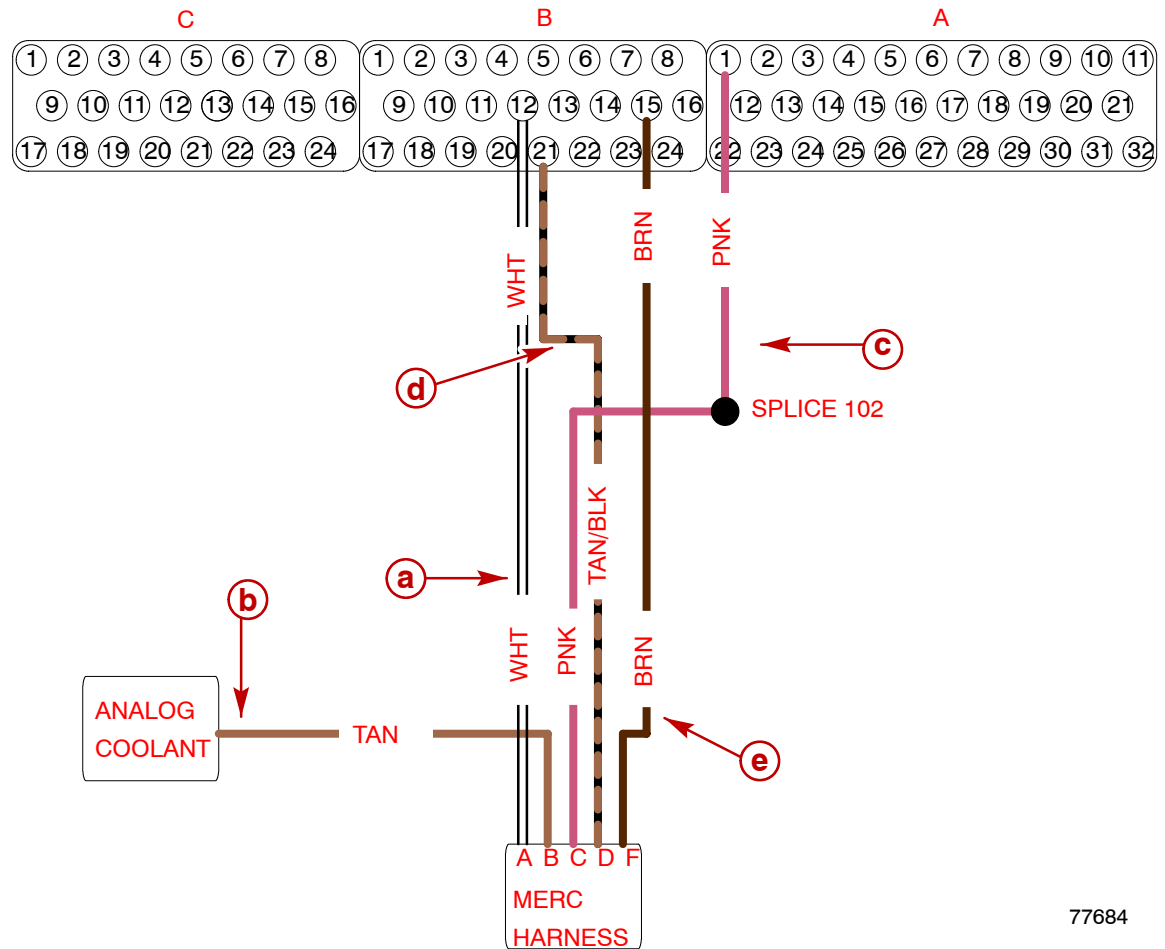 C B A
1 2 3 4 5 6 7 8 1 2 3 4 5 6 7 8 1 2 3 4 5 6 7 8 9 10 11
9 10 11 12 13 14 15 16 9 10 11 12 13 14 15 16 12 13 14 15 16 17 18 19 20 21
17 18 19 20 21 22 23 24 17 18 19 20 21 22 23 24 22 23 24 25 26 27 28 29 30 31 32
WHT
BRN
PNK
c
d
SPLICE 102
TAN/BLK
a
b
WHT
PNK
BRN
ANALOG
COOLANT
TAN
e
A B C D F
MERC
HARNESS
77684